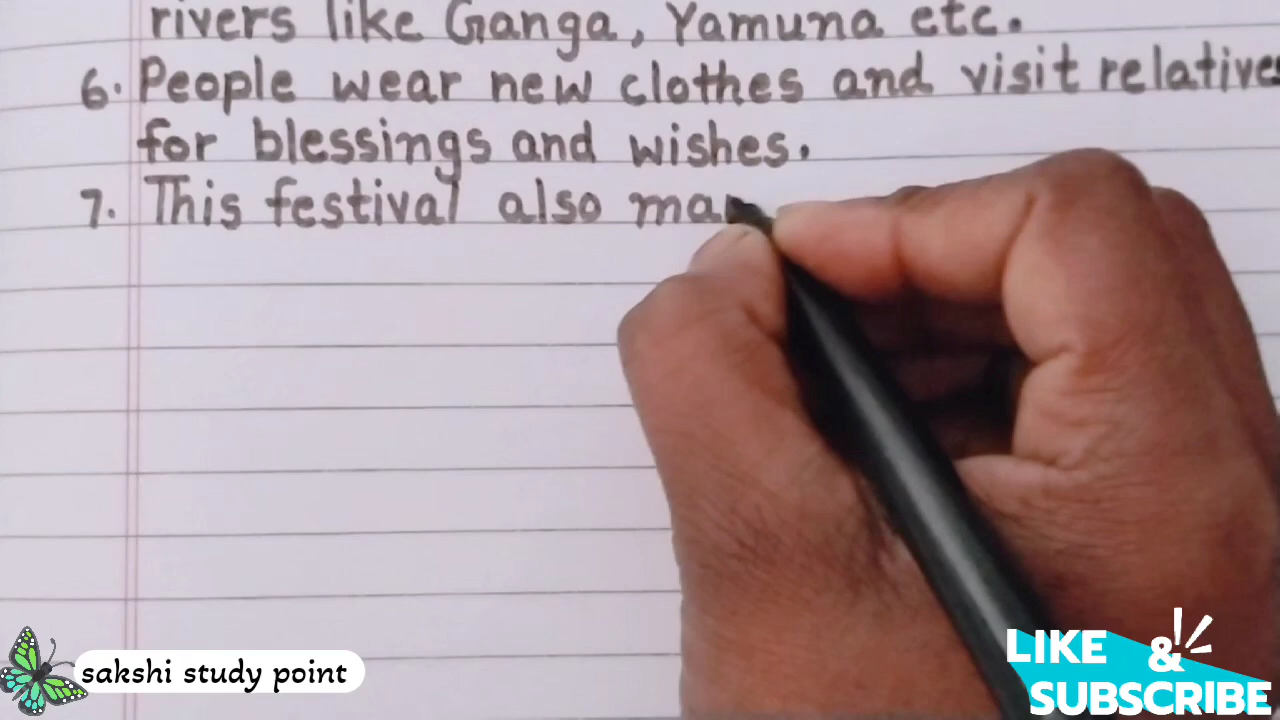 rivers like Ganga, Yamuna etc.
6. People wear new clothes and visit relatives
for blessings and wishes.
7. This festival also mar
sakshi study point
LIKE &
SUBSCRIBE